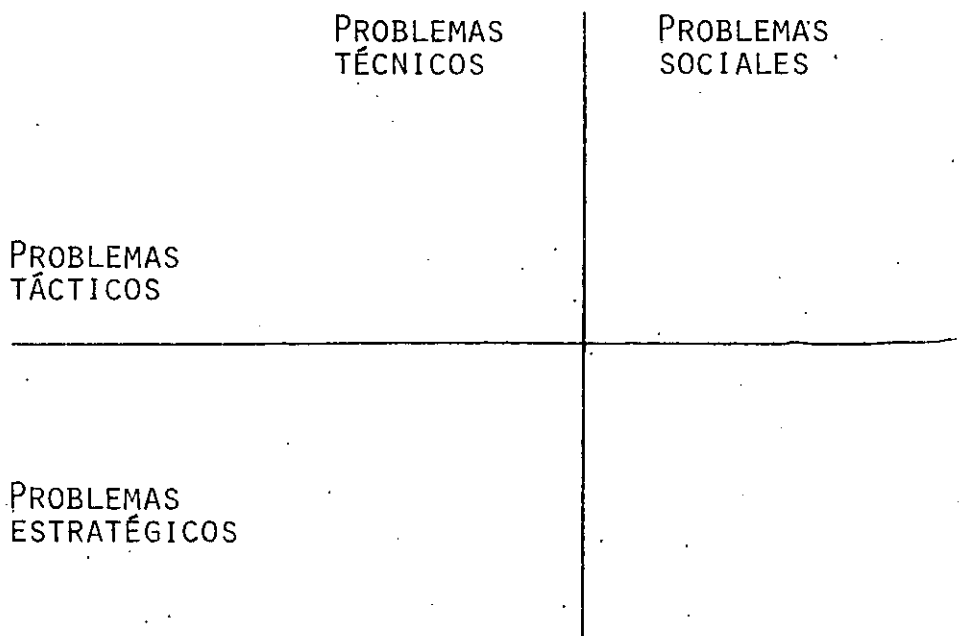 PROBLEMAS
TÉCNICOS
PROBLEMAS
SOCIALES
PROBLEMAS
TÁCTICOS
PROBLEMAS
ESTRATÉGICOS